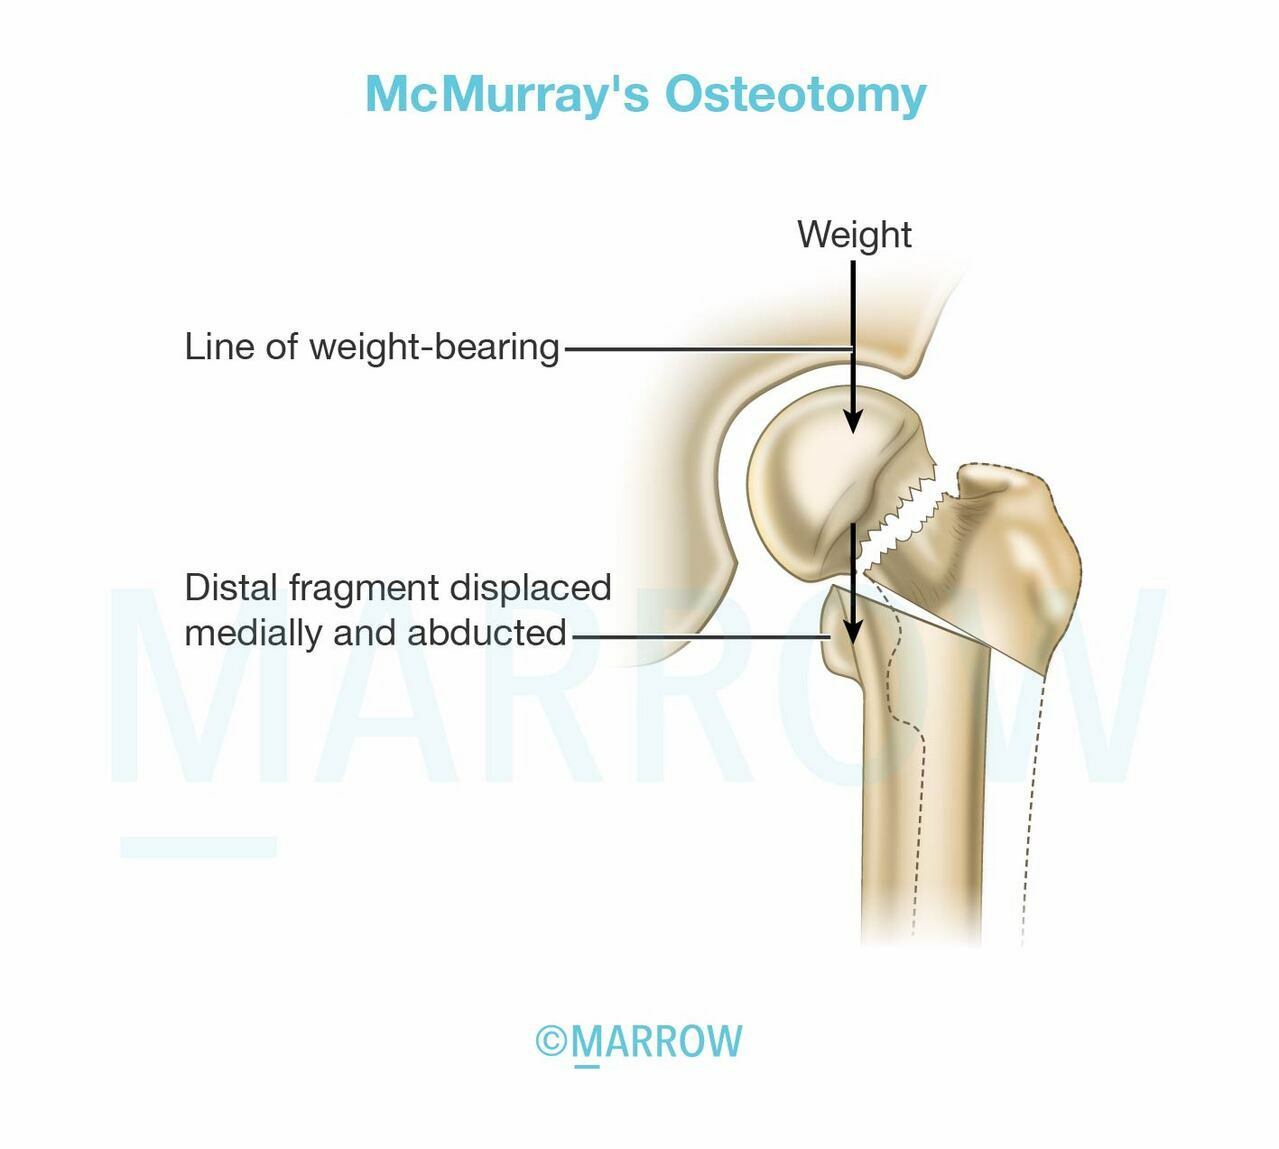 McMurray's Osteotomy
Weight
Line of weight-bearing
Distal fragment displaced
medially and abducted
MARROW
©MARROW